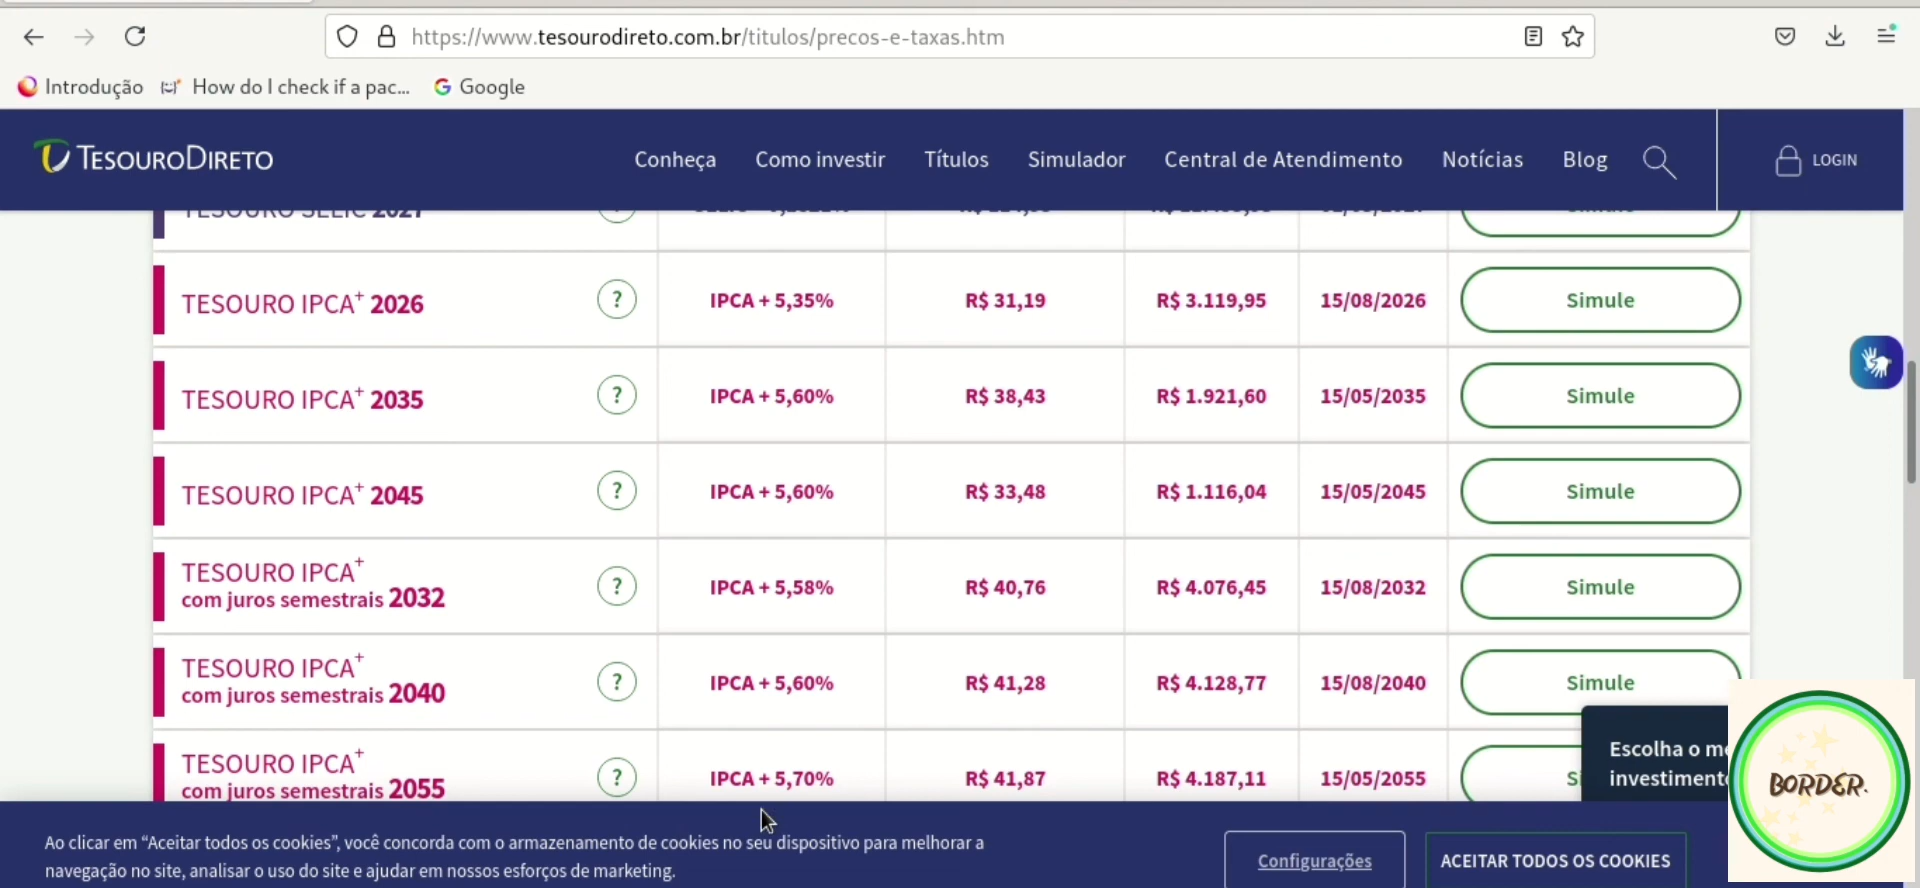 https://www.tesourodireto.com.br/titulos/precos-e-taxas.htm
Introdução How do I check if a pac... Google
TESOURODIRETO Conheça Como investir Títulos Simulador Central de Atendimento Notícias Blog LOGIN
TESOURO SELIC 2027 ?
TESOURO IPCA+ 2026 ? IPCA + 5,35% R$ 31,19 R$ 3.119,95 15/08/2026 Simule
TESOURO IPCA+ 2035 ? IPCA + 5,60% R$ 38,43 R$ 1.921,60 15/05/2035 Simule
TESOURO IPCA+ 2045 ? IPCA + 5,60% R$ 33,48 R$ 1.116,04 15/05/2045 Simule
TESOURO IPCA+
com juros semestrais 2032 ? IPCA + 5,58% R$ 40,76 R$ 4.076,45 15/08/2032 Simule
TESOURO IPCA+
com juros semestrais 2040 ? IPCA + 5,60% R$ 41,28 R$ 4.128,77 15/08/2040 Simule
TESOURO IPCA+
com juros semestrais 2055 ? IPCA + 5,70% R$ 41,87 R$ 4.187,11 15/05/2055
Escolha o
investimento
BORDER.
Ao clicar em “Aceitar todos os cookies”, você concorda com o armazenamento de cookies no seu dispositivo para melhorar a
navegação no site, analisar o uso do site e ajudar em nossos esforços de marketing.
Configurações ACEITAR TODOS OS COOKIES